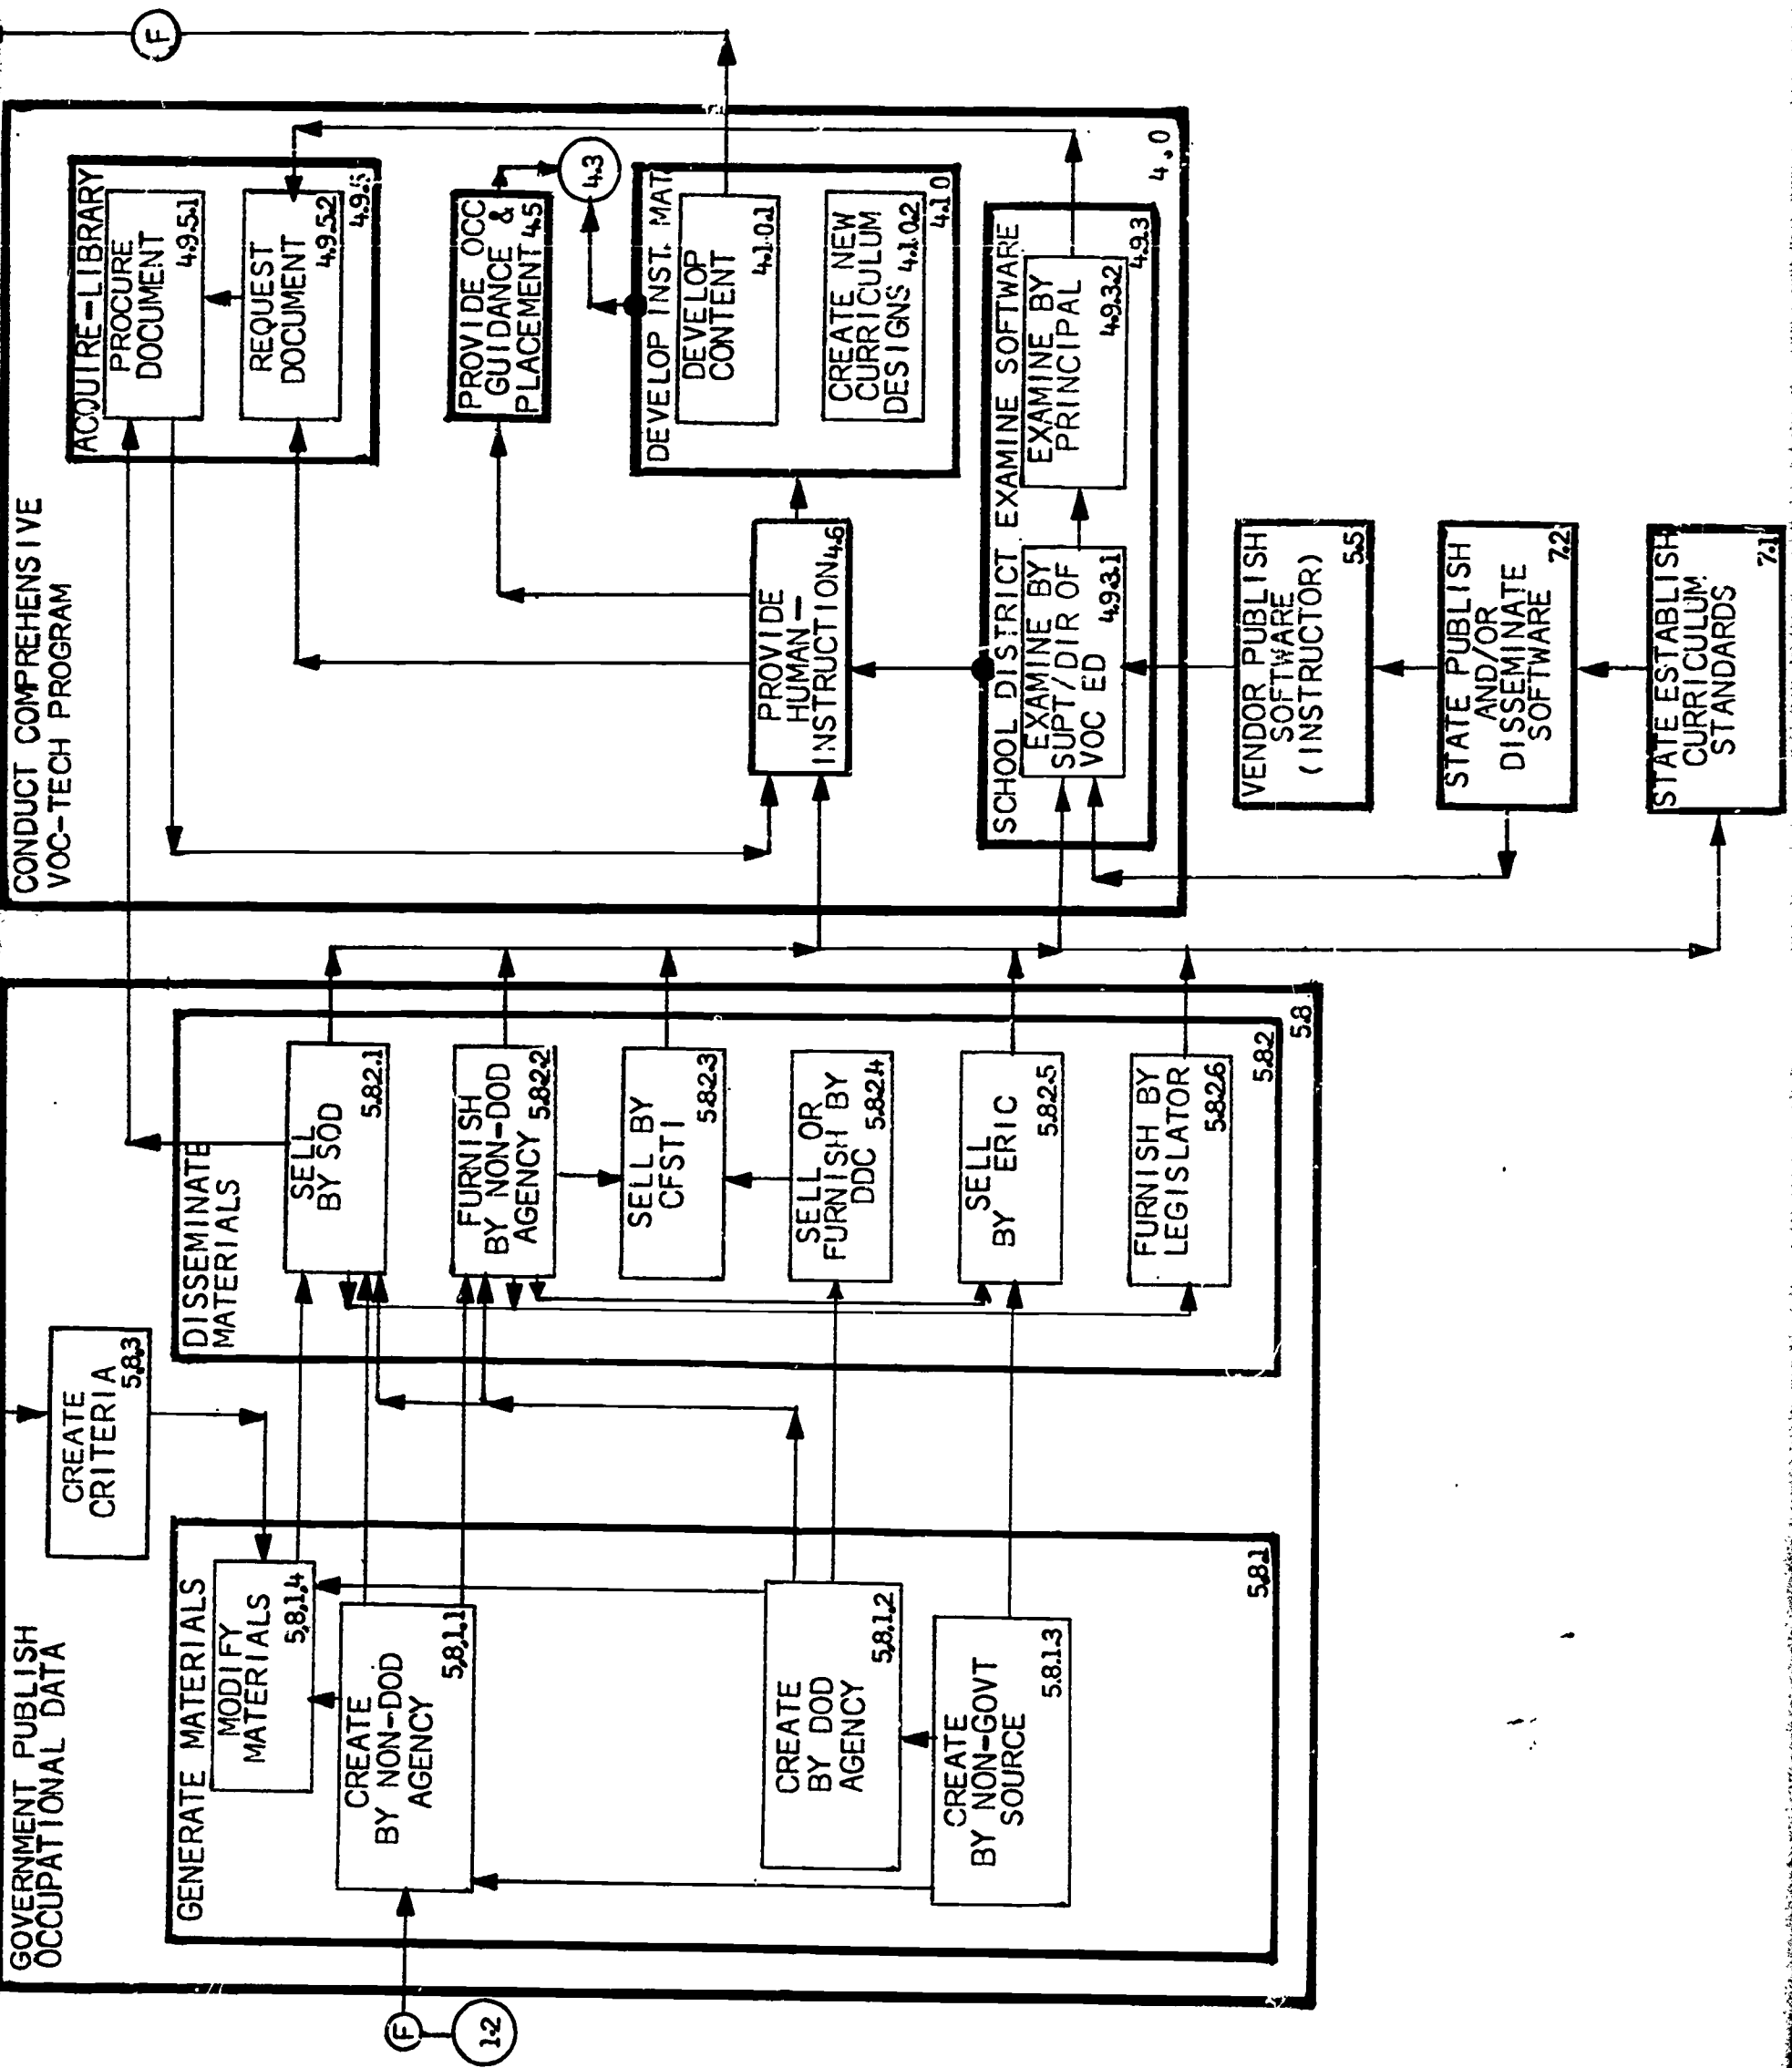 GOVERNMENT PUBLISH
OCCUPATIONAL DATA
GENERATE MATERIALS
MODIFY
MATERIALS
5.8.1.4
CREATE
BY NON-DOD
AGENCY
5.8.1.1
CREATE
BY DOD
AGENCY
5.8.1.2
CREATE
BY NON-GOVT
SOURCE
5.8.1.3
5.8.1
F
1.2
CREATE
CRITERIA
5.8.3
DISSEMINATE
MATERIALS
SELL
BY SOD
5.8.2.1
FURNISH
BY NON-DOD
AGENCY
5.8.2.2
SELL BY
CFSTI
5.8.2.3
SELL OR
FURNISH BY
DDC
5.8.2.4
SELL
BY ERIC
5.8.2.5
FURNISH BY
LEGISLATOR
5.8.2.6
5.8.2
5.8
CONDUCT COMPREHENSIVE
VOC-TECH PROGRAM
ACQUIRE-LIBRARY
PROCURE
DOCUMENT
4.9.5.1
REQUEST
DOCUMENT
4.9.5.2
4.9.5
PROVIDE OCC
GUIDANCE &
PLACEMENT 4.5
4.3
DEVELOP INST. MAT.
DEVELOP
CONTENT
4.1.0.1
CREATE NEW
CURRICULUM
DESIGNS 4.1.0.2
4.1.0
PROVIDE
HUMAN-
INSTRUCTION 4.6
SCHOOL DISTRICT EXAMINE SOFTWARE
EXAMINE BY
SUPT/DIR OF
VOC ED
4.9.3.1
EXAMINE BY
PRINCIPAL
4.9.3.2
4.9.3
4.0
F
VENDOR PUBLISH
SOFTWARE
(INSTRUCTOR)
5.5
STATE PUBLISH
AND/OR
DISSEMINATE
SOFTWARE
7.2
STATE ESTABLISH
CURRICULUM
STANDARDS
7.1